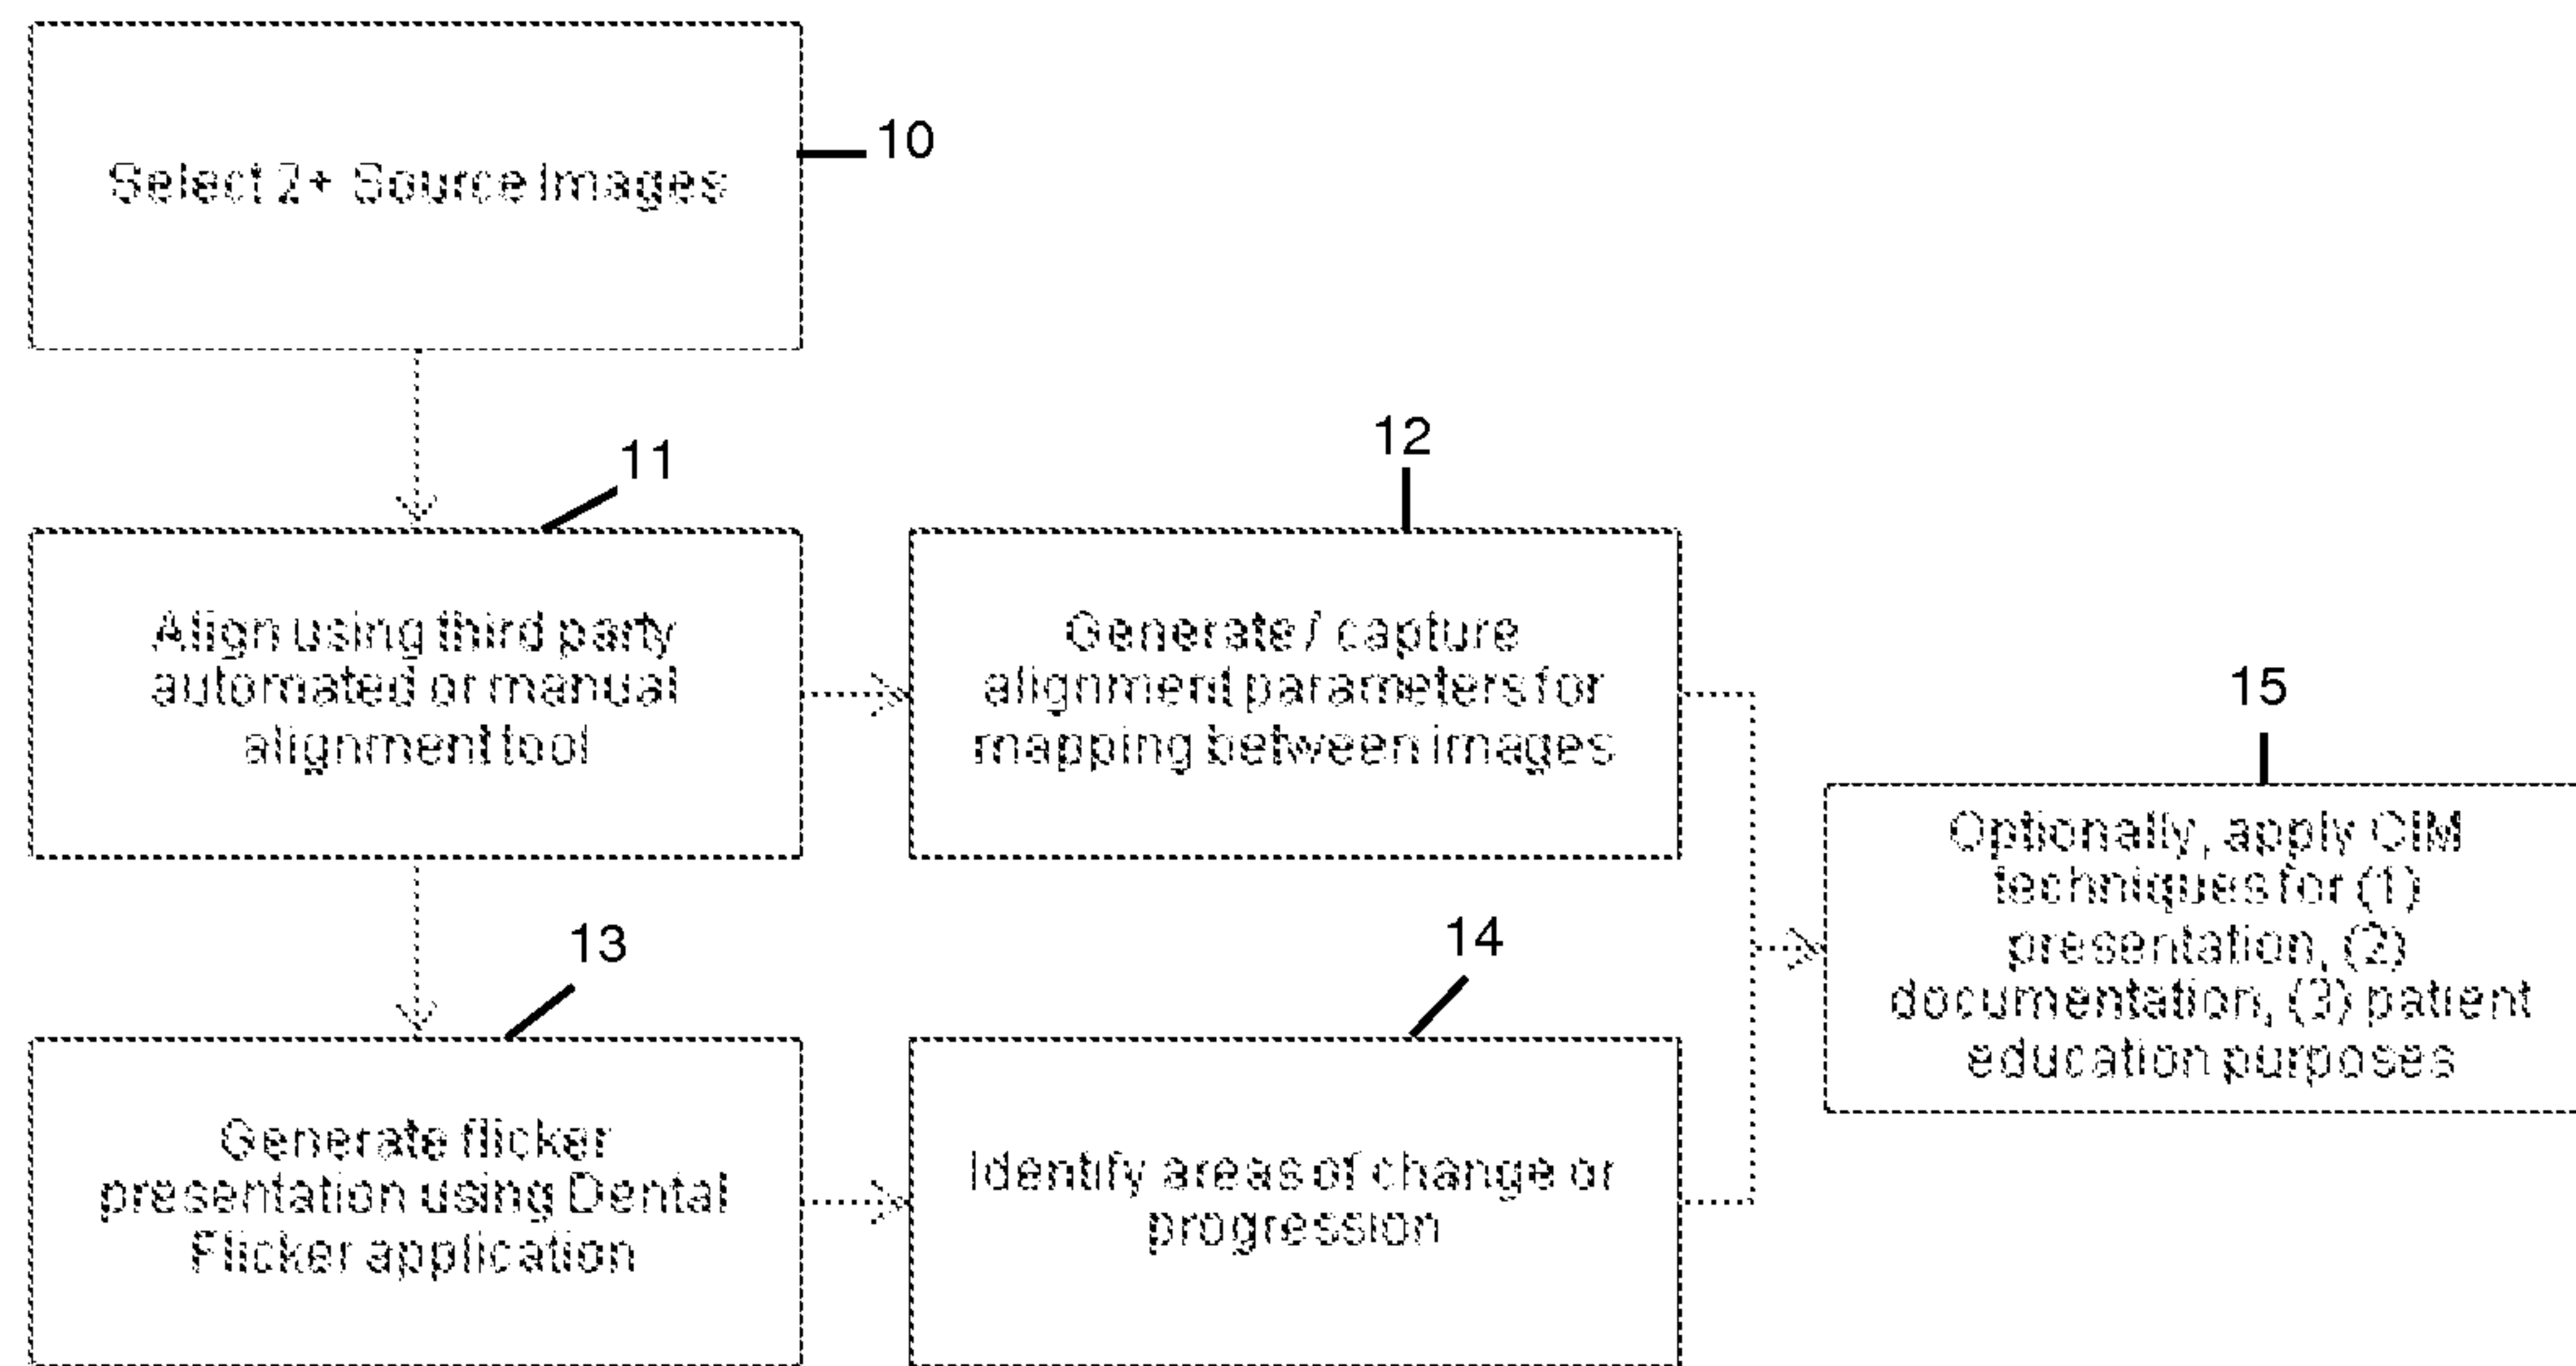 Select 2+ Source Images
10
11
Align using third party
automated or manual
alignment tool
12
Generate / capture
alignment parameters for
mapping between images
13
Generate flicker
presentation using Dental
Flicker application
14
Identify areas of change or
progression
15
Optionally, apply CIM
techniques for (1)
presentation, (2)
documentation, (3) patient
education purposes